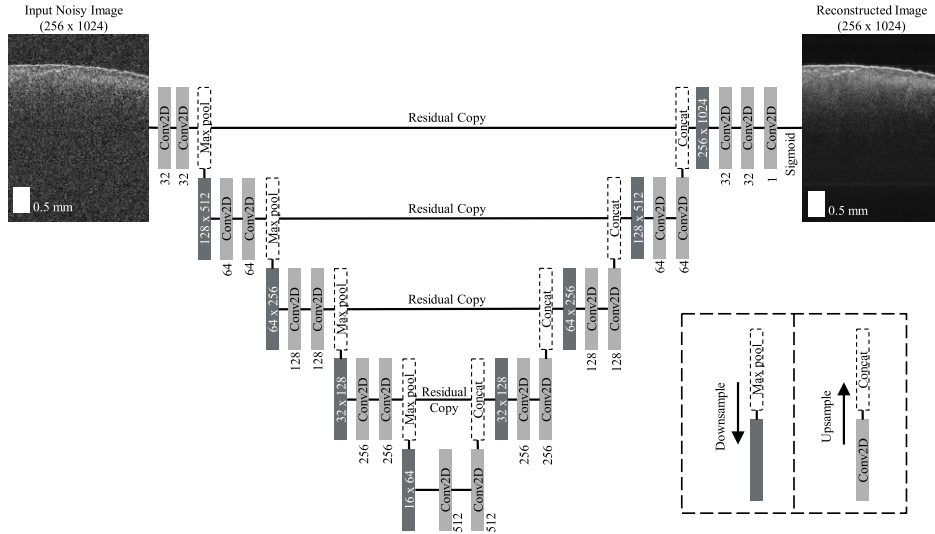 Input Noisy Image
(256 x 1024)
Reconstructed Image
(256 x 1024)
0.5 mm
Conv2D
32
Conv2D
32
Max pool
Residual Copy
Concat
256 x 1024
Conv2D
32
Conv2D
32
Conv2D
1
Sigmoid
0.5 mm
128 x 512
Conv2D
64
Conv2D
64
Max pool
Residual Copy
Concat
128 x 512
Conv2D
64
Conv2D
64
64 x 256
Conv2D
128
Conv2D
128
Max pool
Residual Copy
Concat
64 x 256
Conv2D
128
Conv2D
128
32 x 128
Conv2D
256
Conv2D
256
Max pool
Residual
Copy
Concat
32 x 128
Conv2D
256
Conv2D
256
16 x 64
Conv2D
512
Conv2D
512
Downsample
Max pool
Upsample
Concat
Conv2D